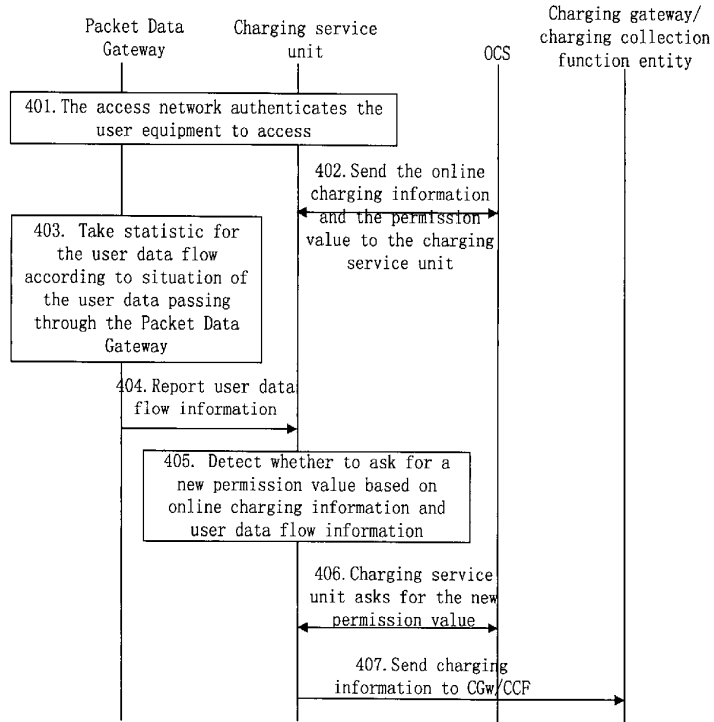 Packet Data
Gateway
Charging service
unit
OCS
Charging gateway/
charging collection
function entity
401. The access network authenticates the
user equipment to access
402. Send the online
charging information
and the permission
value to the charging
service unit
403. Take statistic for
the user data flow
according to situation of
the user data passing
through the Packet Data
Gateway
404. Report user data
flow information
405. Detect whether to ask for a
new permission value based on
online charging information and
user data flow information
406. Charging service
unit asks for the new
permission value
407. Send charging
information to CGw/CCF